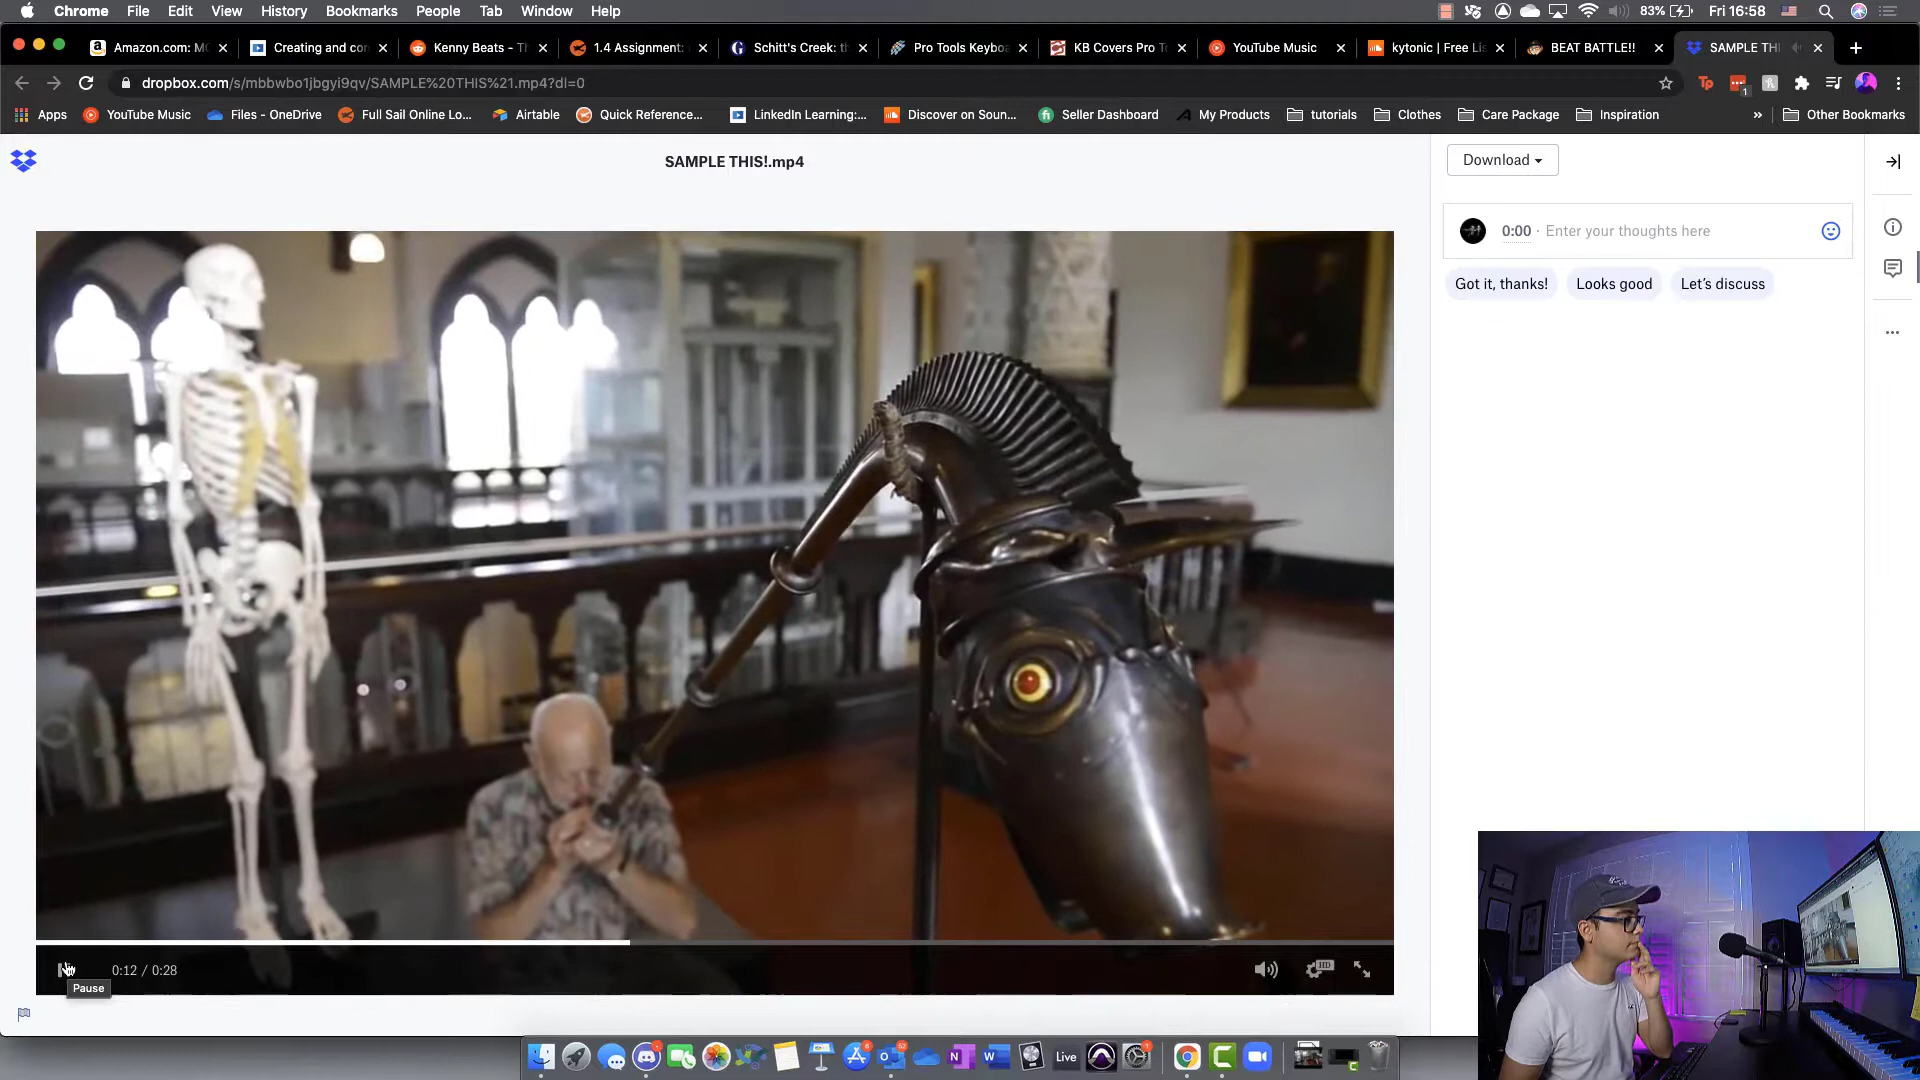 Chrome File Edit View History Bookmarks People Tab Window Help 83% Fri 16:58
Amazon.com: M Creating and con Kenny Beats - Th 1.4 Assignment: Schitt's Creek: th Pro Tools Keyboa KB Covers Pro To YouTube Music kytonic | Free Lis BEAT BATTLE!! SAMPLE THI
dropbox.com/s/mbbwbo1jbgyi9qv/SAMPLE%20THIS%21.mp4?dl=0
Apps YouTube Music Files - OneDrive Full Sail Online Lo... Airtable Quick Reference... LinkedIn Learning:... Discover on Soun... Seller Dashboard My Products tutorials Clothes Care Package Inspiration » Other Bookmarks
SAMPLE THIS!.mp4
Download
0:00 · Enter your thoughts here
Got it, thanks! Looks good Let's discuss
0:12 / 0:28
HD
Pause
Live